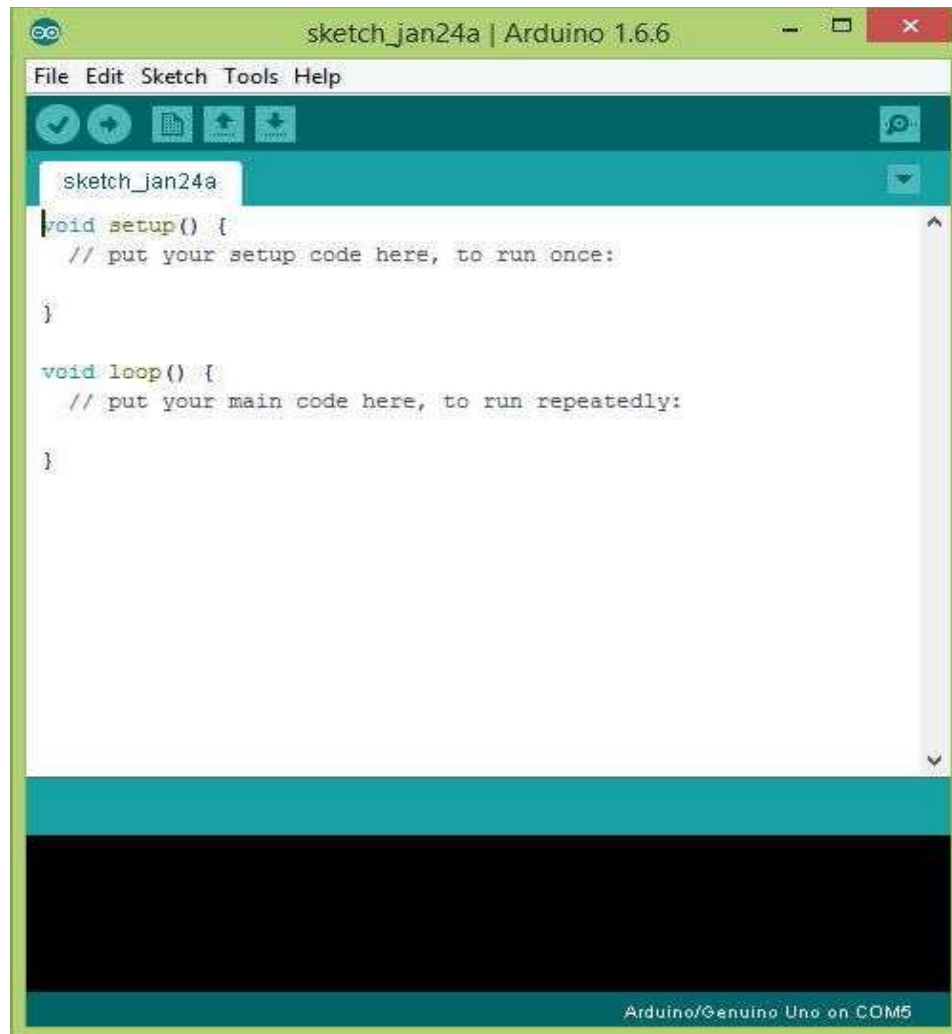 sketch_jan24a | Arduino 1.6.6
File Edit Sketch Tools Help
sketch_jan24a
void setup() {
  // put your setup code here, to run once:

}

void loop() {
  // put your main code here, to run repeatedly:

}
Arduino/Genuino Uno on COM5